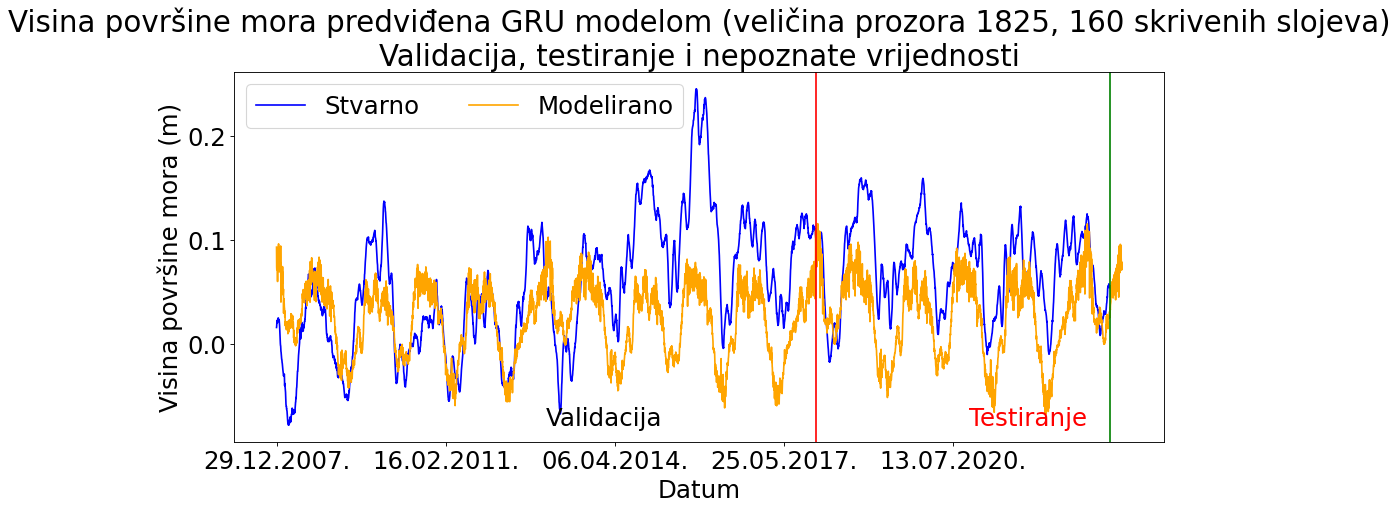 Visina površine mora predviđena GRU modelom (veličina prozora 1825, 160 skrivenih slojeva)
Validacija, testiranje i nepoznate vrijednosti
Stvarno
Modelirano
Visina površine mora (m)
0.2
0.1
0.0
Validacija
Testiranje
29.12.2007.
16.02.2011.
06.04.2014.
25.05.2017.
13.07.2020.
Datum